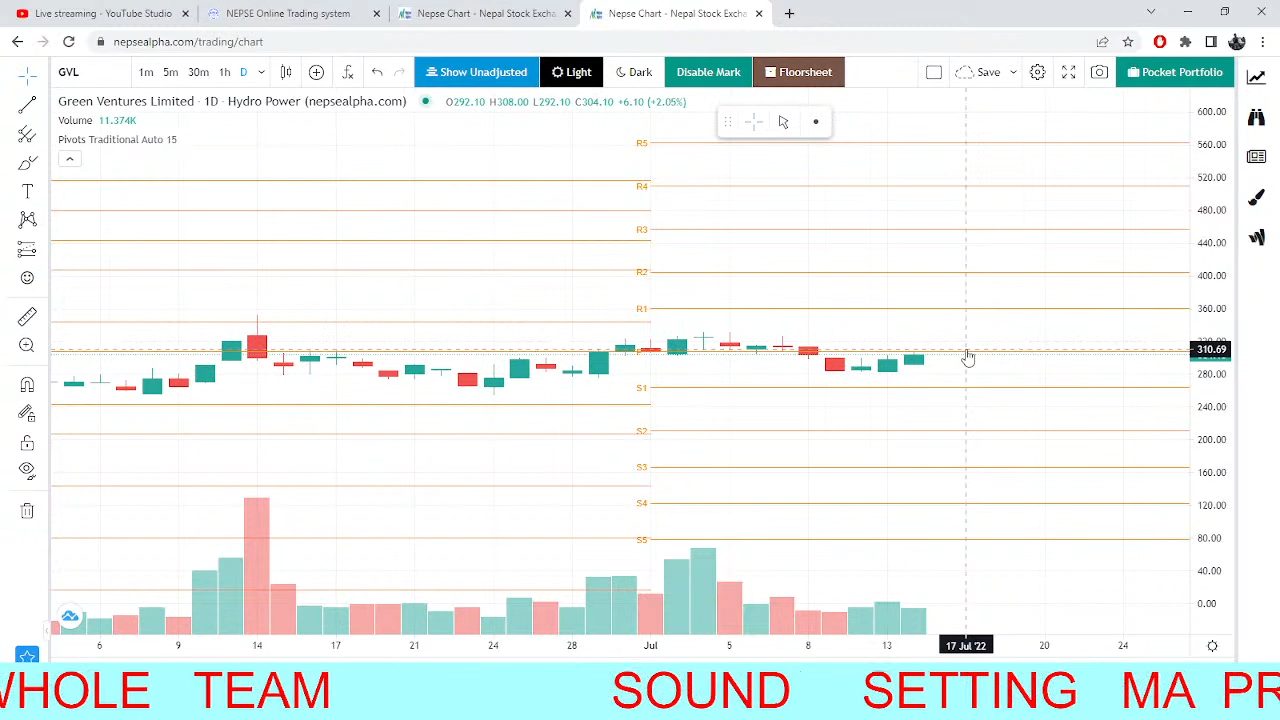 Live streaming - YouTube Studio
NEPSE Online Trading system
Nepse Chart - Nepal Stock Excha
Nepse Chart - Nepal Stock Excha
nepsealpha.com/trading/chart
GVL 1m 5m 30m 1h D Show Unadjusted Light Dark Disable Mark Floorsheet Save Pocket Portfolio
Green Ventures Limited · 1D · Hydro Power (nepsealpha.com) O292.10 H308.00 L292.10 C304.10 +6.10 (+2.05%)
Volume 11.374K
Pivots Traditional Auto 15
600.00
R5
560.00
R4
520.00
480.00
R3
440.00
R2
400.00
R1
360.00
310.69
280.00
S1
240.00
S2
200.00
S3
160.00
S4
120.00
S5
80.00
40.00
0.00
6 9 14 17 21 24 28 Jul 5 8 13 17 Jul '22 20 24
WHOLE TEAM SOUND SETTING MA PR